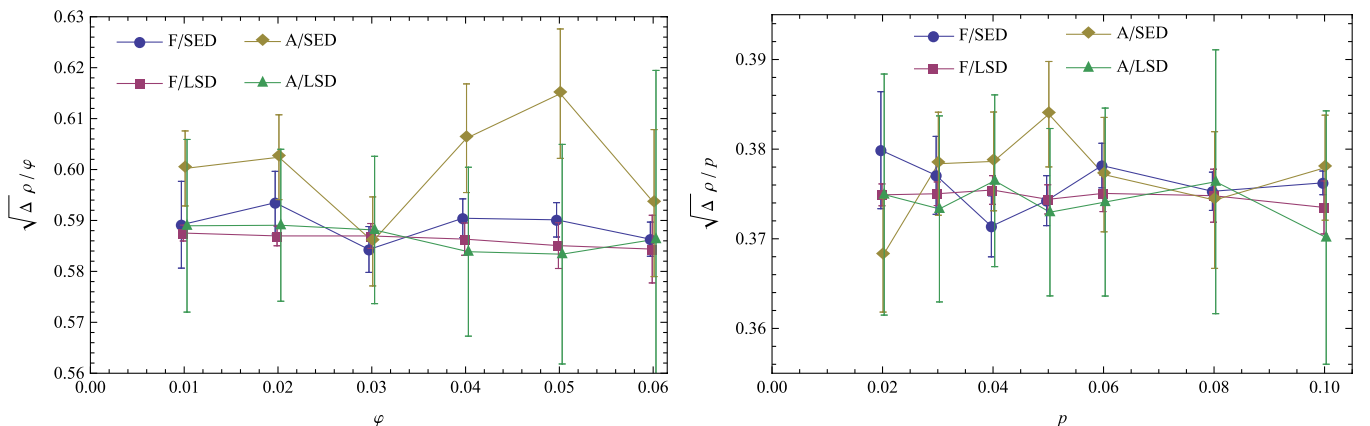 0.63
0.62
0.61
0.60
0.59
0.58
0.57
0.56
0.00 0.01 0.02 0.03 0.04 0.05 0.06
√Δ ρ / φ
φ
F/SED A/SED
F/LSD A/LSD
0.39
0.38
0.37
0.36
0.00 0.02 0.04 0.06 0.08 0.10
√Δ ρ / p
p
F/SED A/SED
F/LSD A/LSD